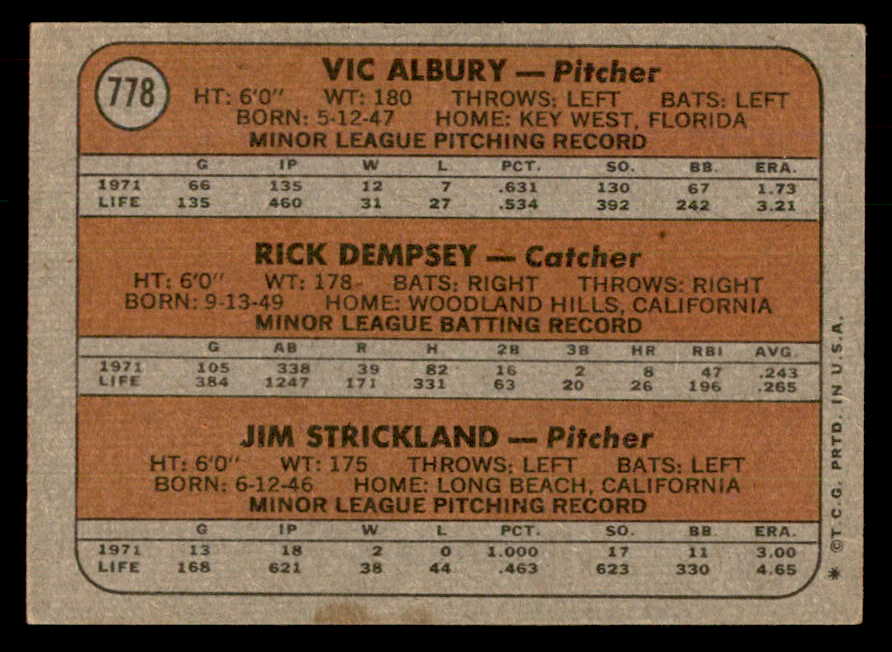 778
VIC ALBURY — Pitcher
HT: 6'0" WT: 180 THROWS: LEFT BATS: LEFT
BORN: 5-12-47 HOME: KEY WEST, FLORIDA
MINOR LEAGUE PITCHING RECORD
G IP W L PCT. SO. BB. ERA.
1971 66 135 12 7 .631 130 67 1.73
LIFE 135 460 31 27 .534 392 242 3.21
RICK DEMPSEY — Catcher
HT: 6'0" WT: 178 BATS: RIGHT THROWS: RIGHT
BORN: 9-13-49 HOME: WOODLAND HILLS, CALIFORNIA
MINOR LEAGUE BATTING RECORD
G AB R H 2B 3B HR RBI AVG.
1971 105 338 39 82 16 2 8 47 .243
LIFE 384 1247 171 331 63 20 26 196 .265
JIM STRICKLAND — Pitcher
HT: 6'0" WT: 175 THROWS: LEFT BATS: LEFT
BORN: 6-12-46 HOME: LONG BEACH, CALIFORNIA
MINOR LEAGUE PITCHING RECORD
G IP W L PCT. SO. BB. ERA.
1971 13 18 2 0 1.000 17 11 3.00
LIFE 168 621 38 44 .463 623 330 4.65
* ©T.C.G. PRTD. IN U.S.A.